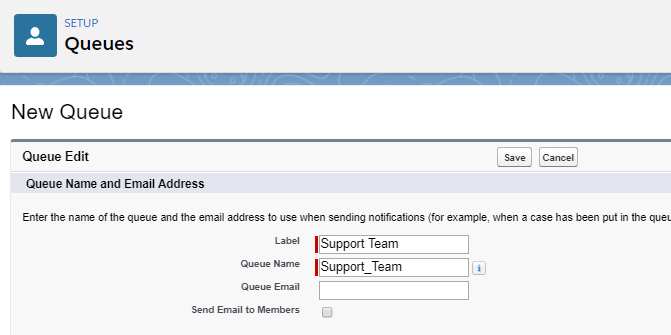 SETUP
Queues
New Queue
Queue Edit
Save Cancel
Queue Name and Email Address
Enter the name of the queue and the email address to use when sending notifications (for example, when a case has been put in the
Label Support Team
Queue Name Support_Team i
Queue Email
Send Email to Members